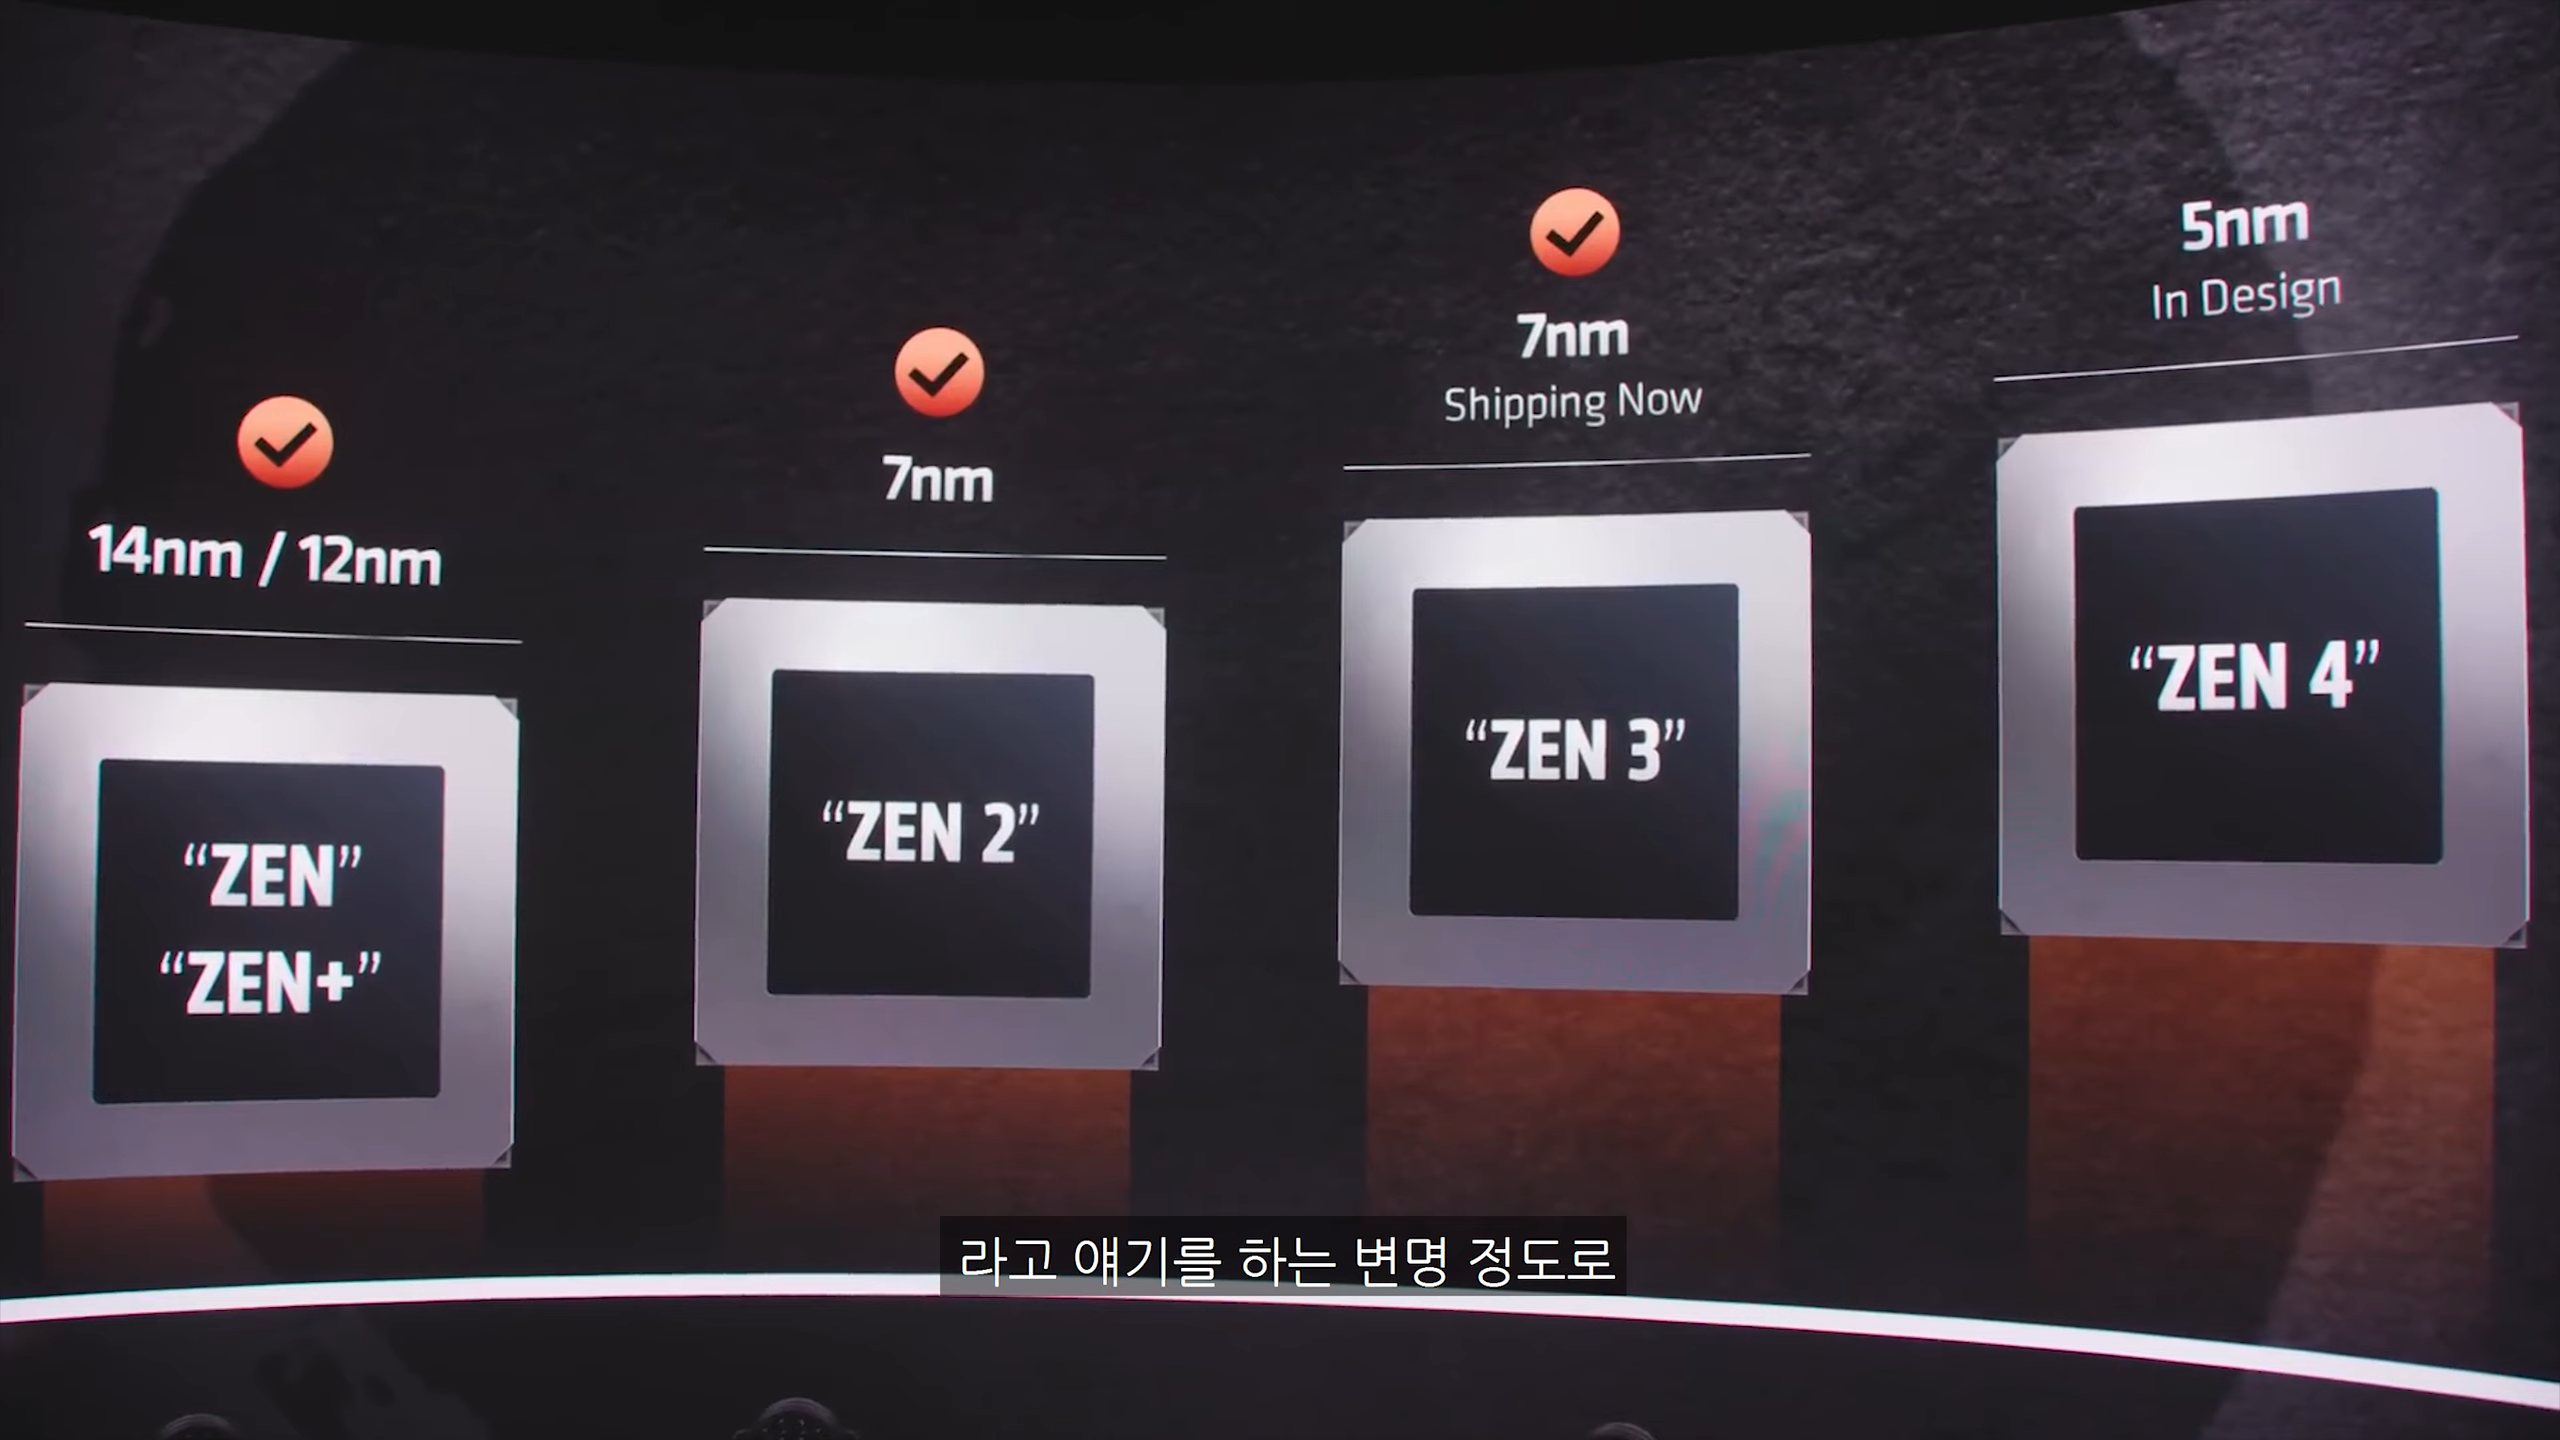 14nm / 12nm
“ZEN”
“ZEN+”
7nm
“ZEN 2”
7nm
Shipping Now
“ZEN 3”
5nm
In Design
“ZEN 4”
라고 얘기를 하는 변명 정도로